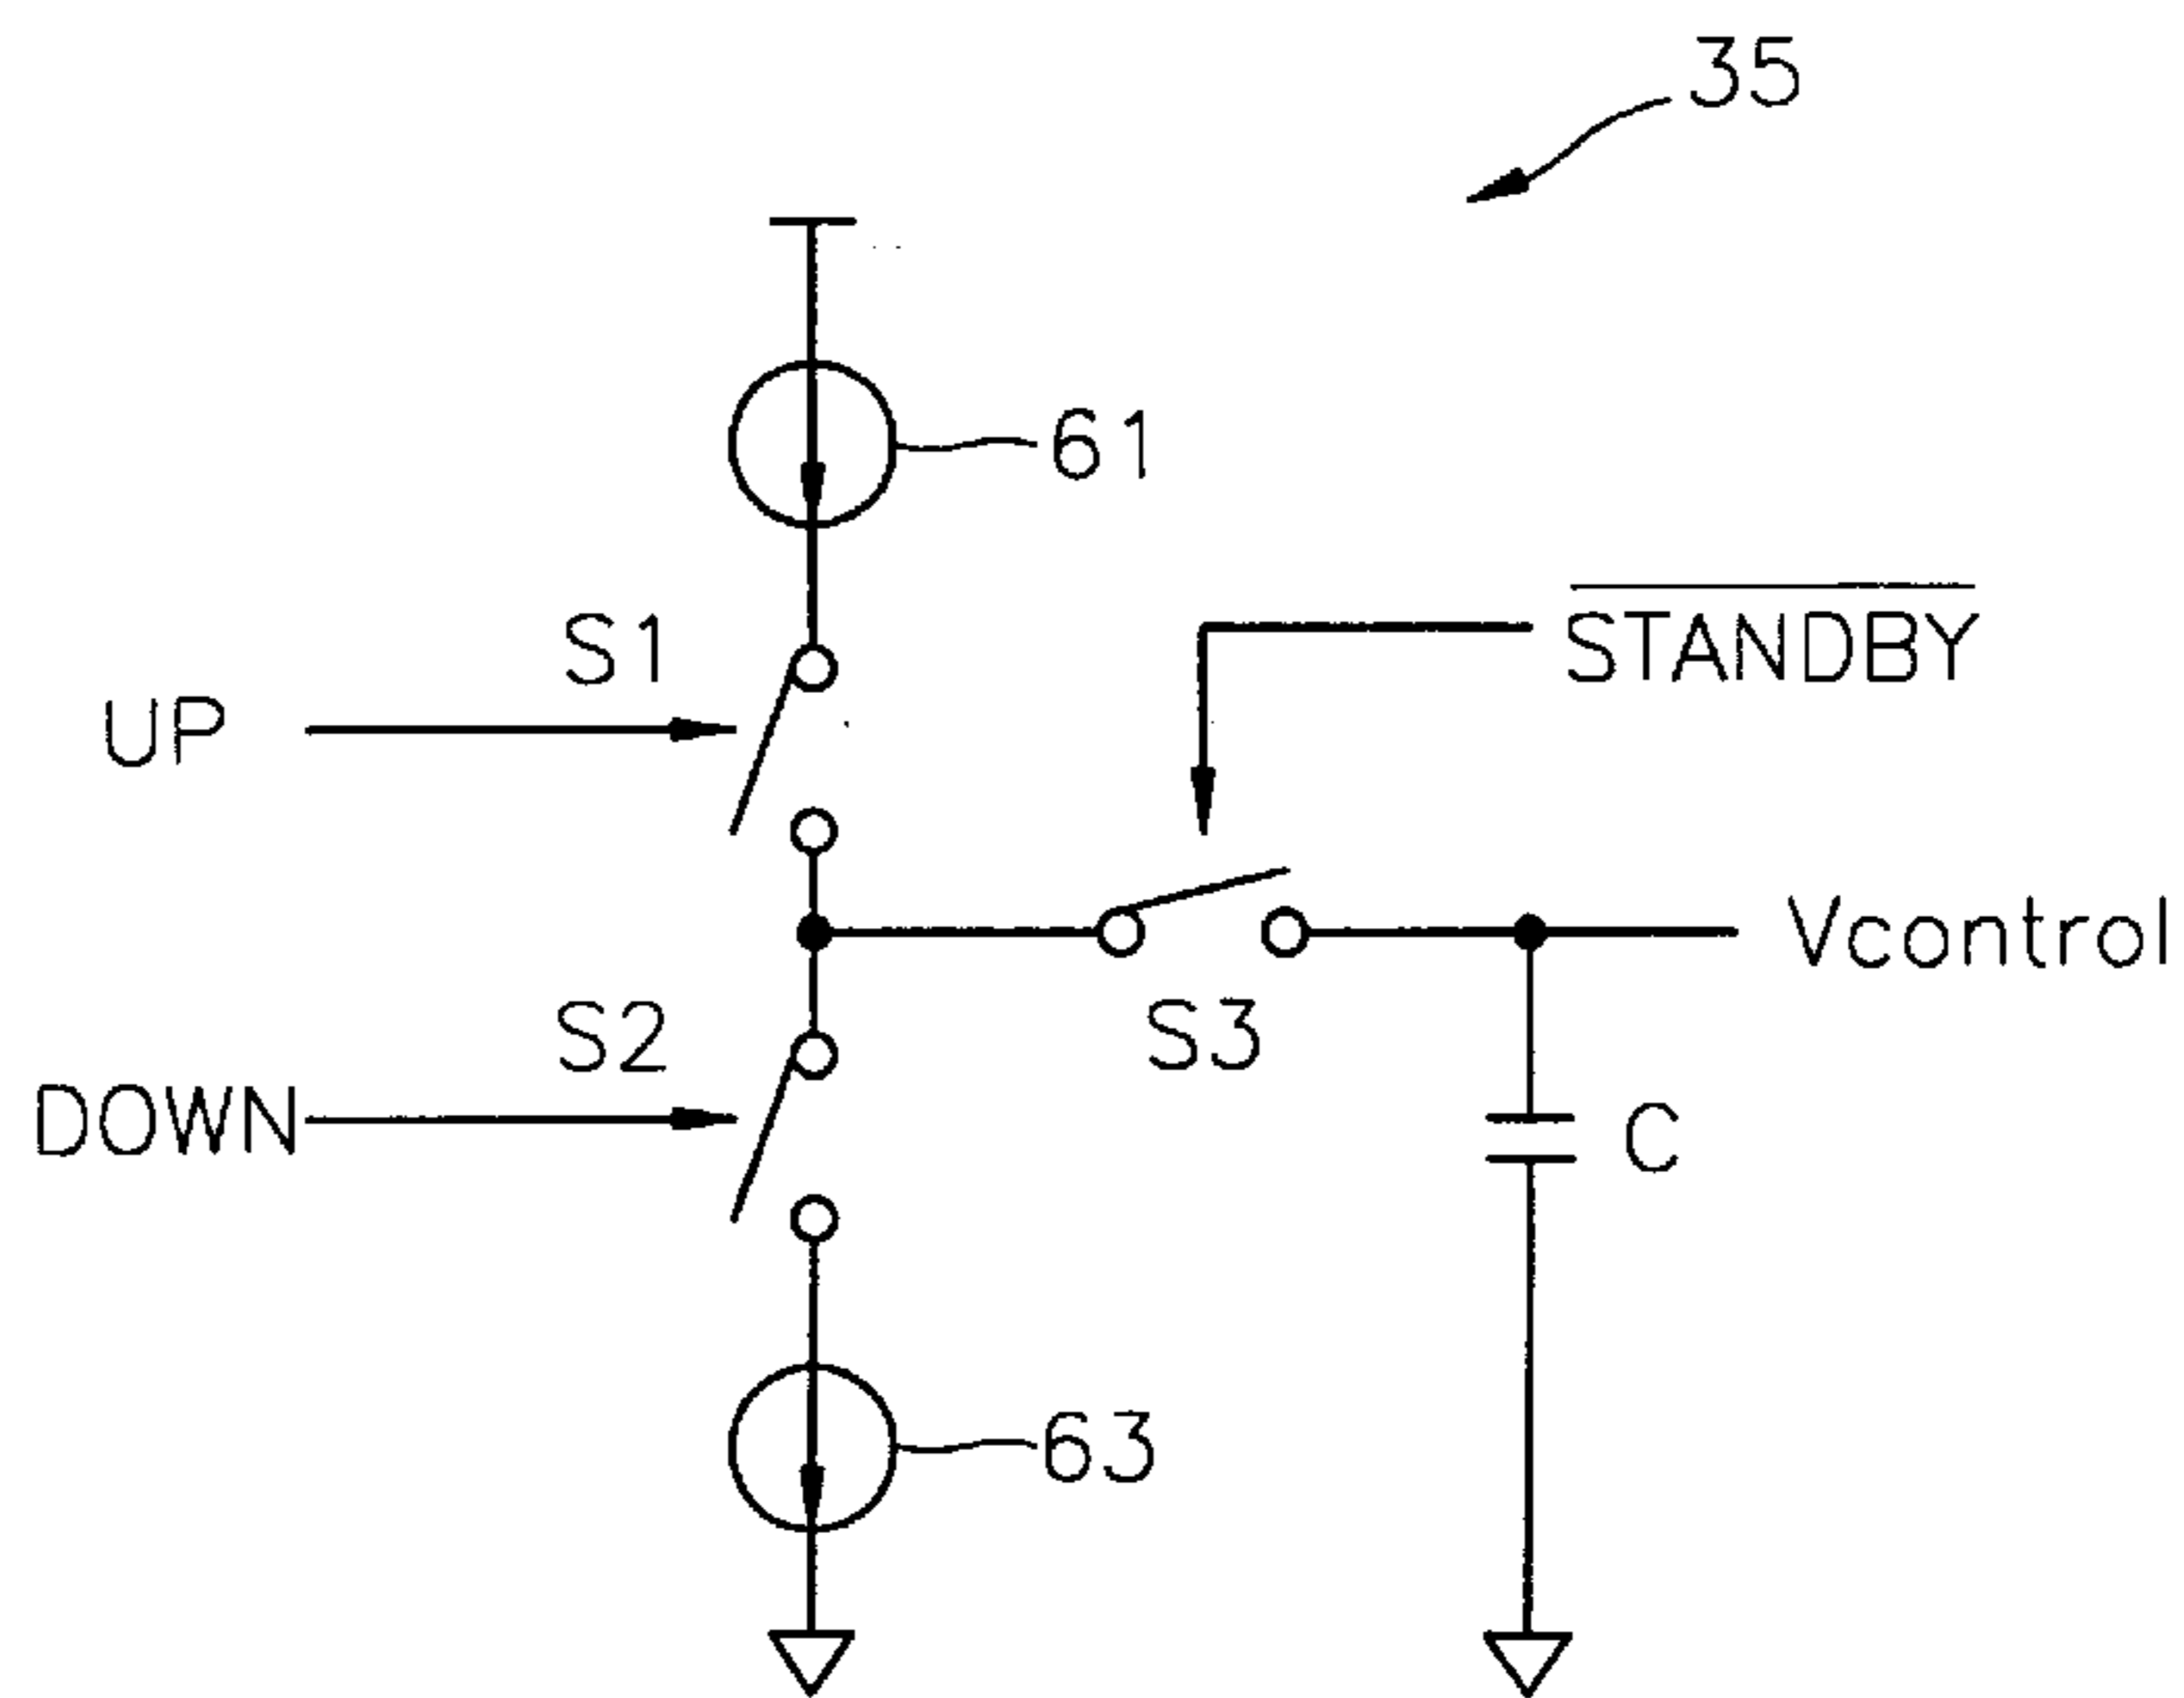 35
61
S1
STANDBY
UP
Vcontrol
S2
S3
DOWN
C
63